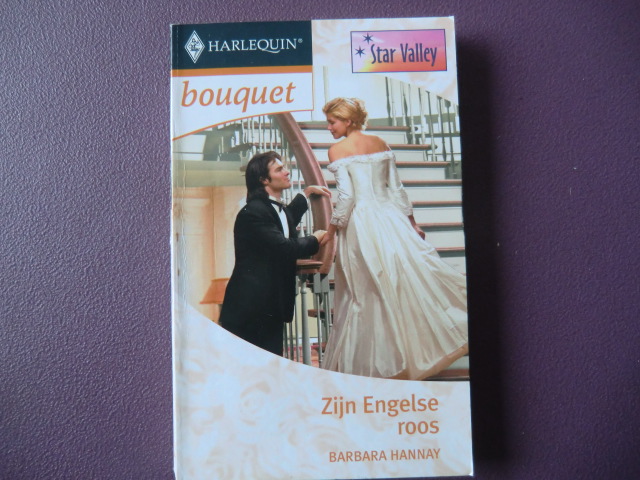 HARLEQUIN®
Star Valley
bouquet
Zijn Engelse
roos
BARBARA HANNAY